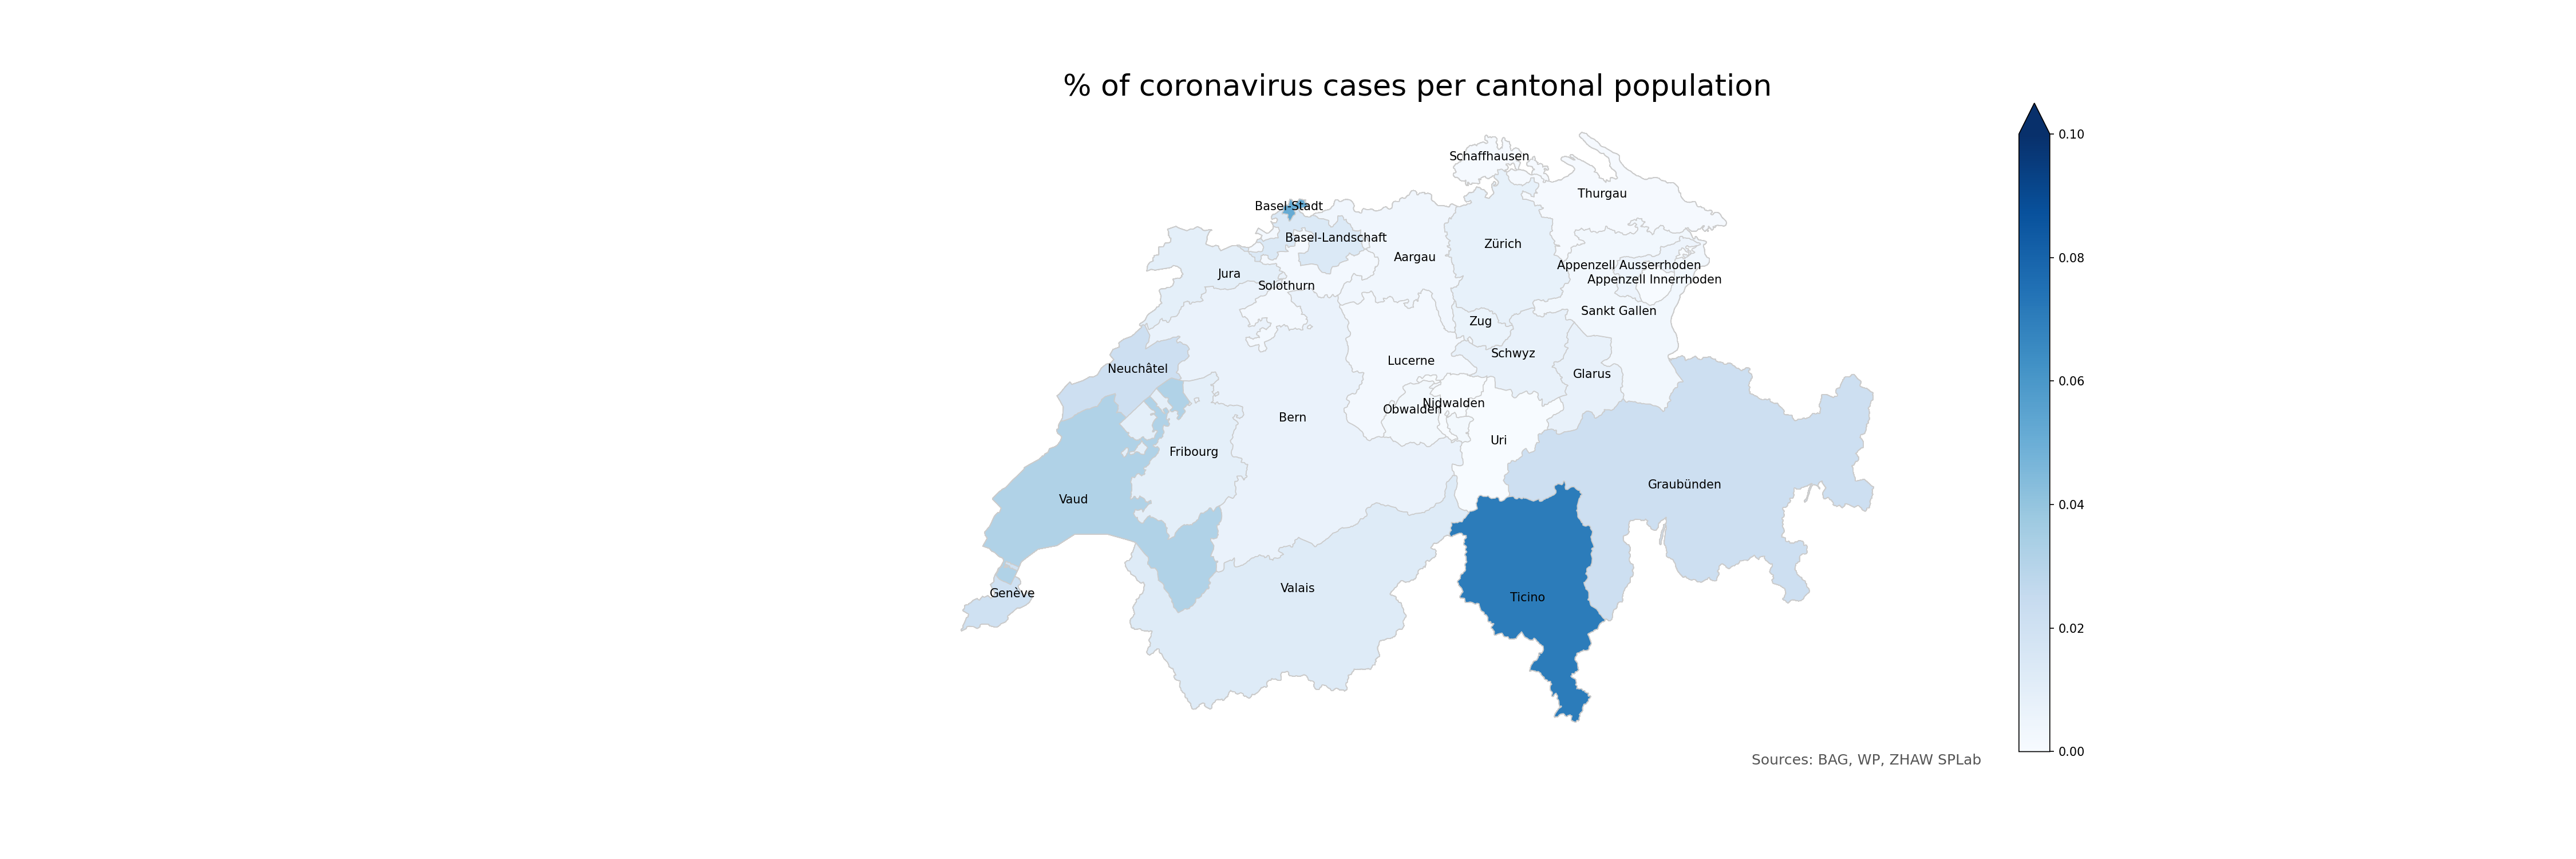 % of coronavirus cases per cantonal population
Schaffhausen
Thurgau
Basel-Stadt
Basel-Landschaft
Zürich
Aargau
Appenzell Ausserrhoden
Jura
Appenzell Innerrhoden
Solothurn
Sankt Gallen
Zug
Schwyz
Lucerne
Neuchâtel
Glarus
Nidwalden
Obwalden
Bern
Uri
Fribourg
Graubünden
Vaud
Valais
Genève
Ticino
0.10
0.08
0.06
0.04
0.02
0.00
Sources: BAG, WP, ZHAW SPLab